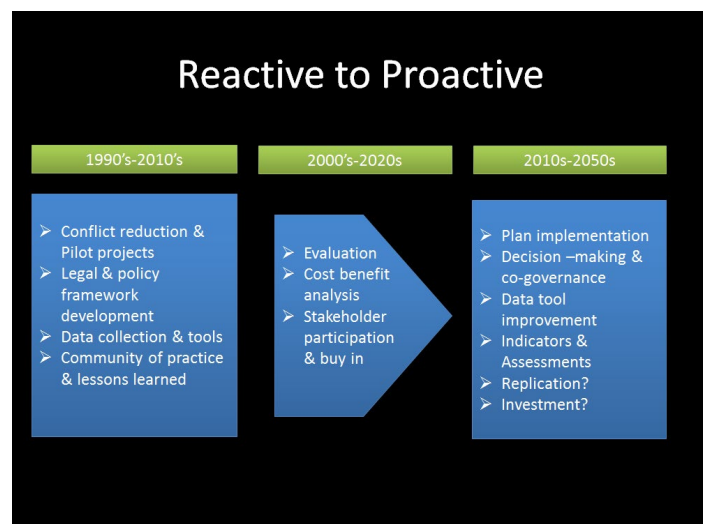 Reactive to Proactive
1990's-2010's
➢ Conflict reduction &
Pilot projects
➢ Legal & policy
framework
development
➢ Data collection & tools
➢ Community of practice
& lessons learned
2000's-2020s
➢ Evaluation
➢ Cost benefit
analysis
➢ Stakeholder
participation
& buy in
2010s-2050s
➢ Plan implementation
➢ Decision –making &
co-governance
➢ Data tool
improvement
➢ Indicators &
Assessments
➢ Replication?
➢ Investment?